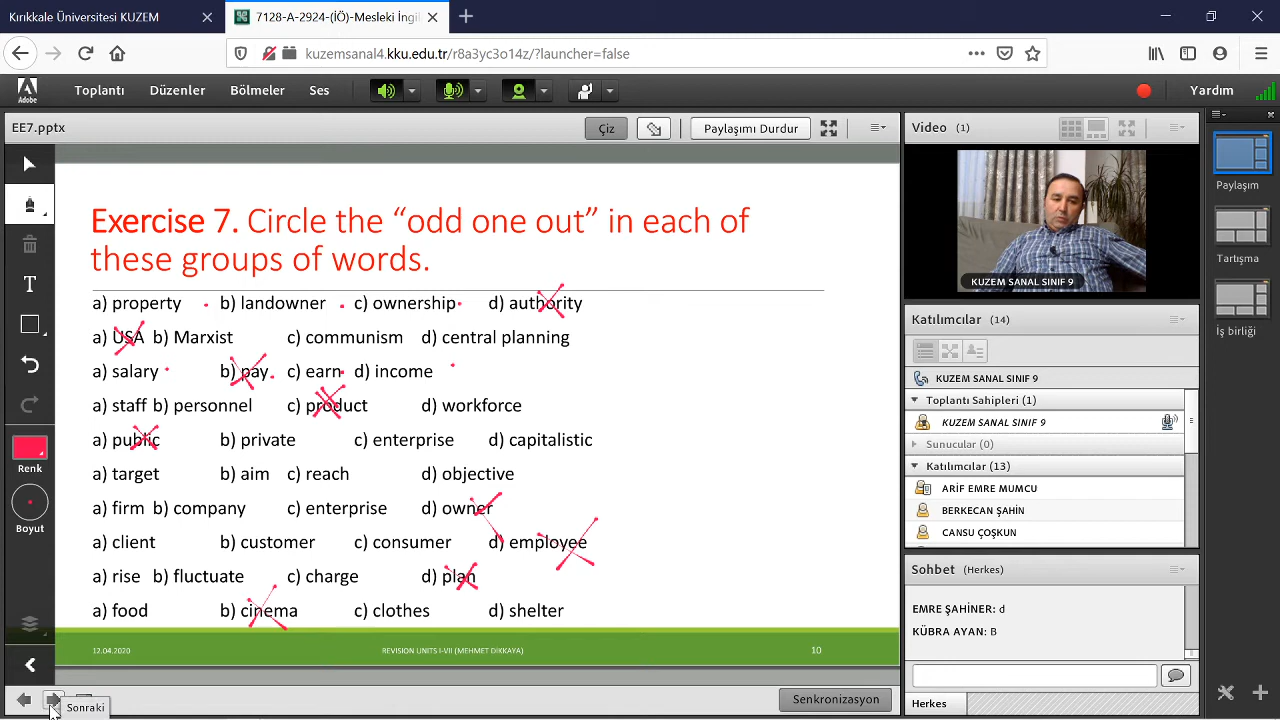 Kırıkkale Üniversitesi KUZEM
7128-A-2924-(İÖ)-Mesleki İngil
kuzemsanal4.kku.edu.tr/r8a3yc3o14z/?launcher=false
Adobe
Toplantı Düzenler Bölmeler Ses Yardım
EE7.pptx
Çiz
Paylaşımı Durdur
Renk
Boyut
Exercise 7. Circle the “odd one out” in each of
these groups of words.
a) property b) landowner c) ownership d) authority
a) USA b) Marxist c) communism d) central planning
a) salary b) pay c) earn d) income
a) staff b) personnel c) product d) workforce
a) public b) private c) enterprise d) capitalistic
a) target b) aim c) reach d) objective
a) firm b) company c) enterprise d) owner
a) client b) customer c) consumer d) employee
a) rise b) fluctuate c) charge d) plan
a) food b) cinema c) clothes d) shelter
12.04.2020 REVISION UNITS I-VII (MEHMET DİKKAYA) 10
Sonraki
Senkronizasyon
Video (1)
KUZEM SANAL SINIF 9
Katılımcılar (14)
KUZEM SANAL SINIF 9
Toplantı Sahipleri (1)
KUZEM SANAL SINIF 9
Sunucular (0)
Katılımcılar (13)
ARİF EMRE MUMCU
BERKECAN ŞAHİN
CANSU ÇOŞKUN
Sohbet (Herkes)
EMRE ŞAHİNER: d
KÜBRA AYAN: B
Herkes
Paylaşım
Tartışma
İş birliği